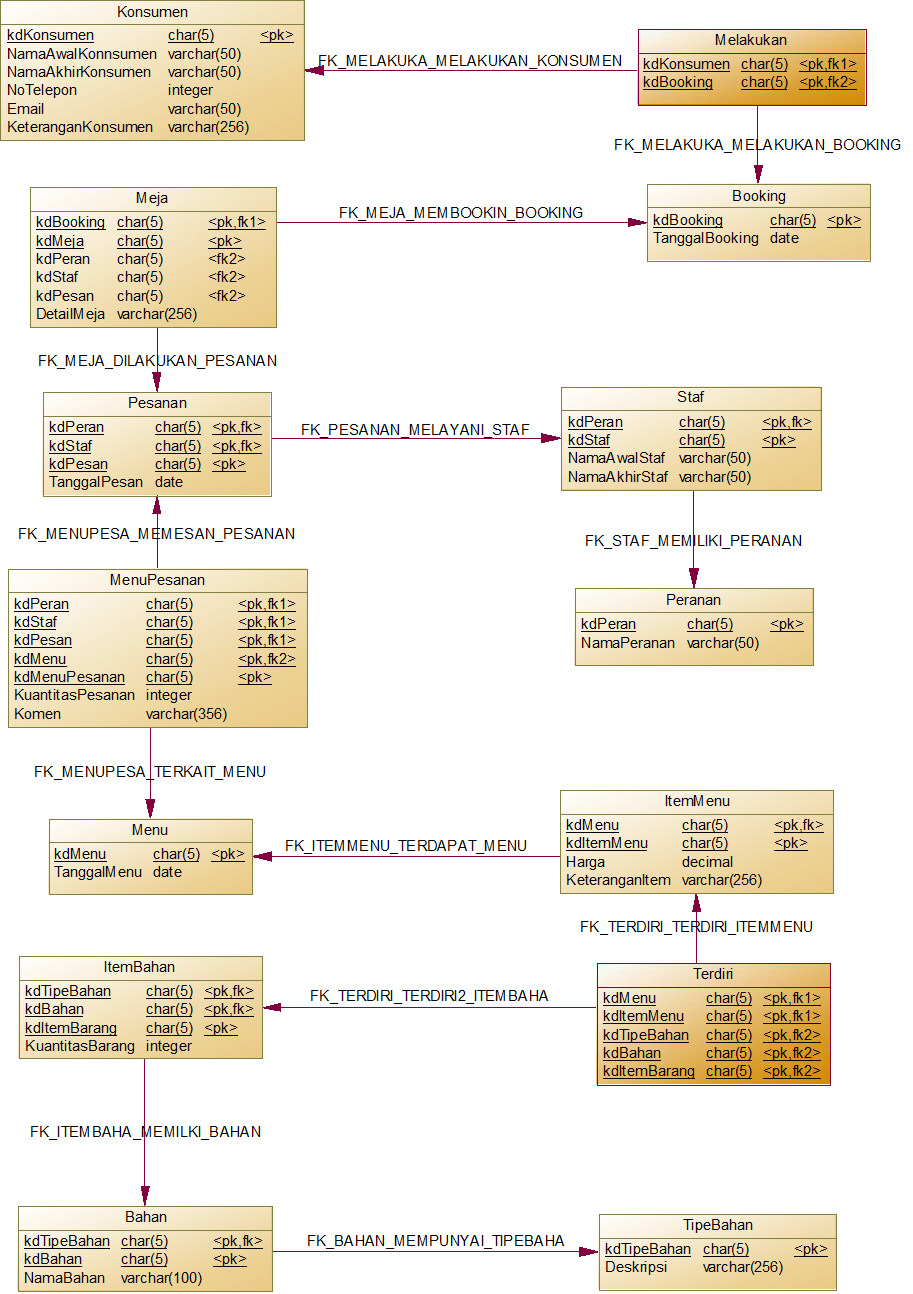 Konsumen
kdKonsumen char(5) <pk>
NamaAwalKonnsumen varchar(50)
NamaAkhirKonsumen varchar(50)
NoTelepon integer
Email varchar(50)
KeteranganKonsumen varchar(256)
FK_MELAKUKA_MELAKUKAN_KONSUMEN
Melakukan
kdKonsumen char(5) <pk,fk1>
kdBooking char(5) <pk,fk2>
FK_MELAKUKA_MELAKUKAN_BOOKING
Meja
kdBooking char(5) <pk,fk1>
kdMeja char(5) <pk>
kdPeran char(5) <fk2>
kdStaf char(5) <fk2>
kdPesan char(5) <fk2>
DetailMeja varchar(256)
FK_MEJA_MEMBOOKIN_BOOKING
Booking
kdBooking char(5) <pk>
TanggalBooking date
FK_MEJA_DILAKUKAN_PESANAN
Pesanan
kdPeran char(5) <pk,fk>
kdStaf char(5) <pk,fk>
kdPesan char(5) <pk>
TanggalPesan date
FK_PESANAN_MELAYANI_STAF
Staf
kdPeran char(5) <pk,fk>
kdStaf char(5) <pk>
NamaAwalStaf varchar(50)
NamaAkhirStaf varchar(50)
FK_MENUPESA_MEMESAN_PESANAN
FK_STAF_MEMILIKI_PERANAN
MenuPesanan
kdPeran char(5) <pk,fk1>
kdStaf char(5) <pk,fk1>
kdPesan char(5) <pk,fk1>
kdMenu char(5) <pk,fk2>
kdMenuPesanan char(5) <pk>
KuantitasPesanan integer
Komen varchar(356)
Peranan
kdPeran char(5) <pk>
NamaPeranan varchar(50)
FK_MENUPESA_TERKAIT_MENU
Menu
kdMenu char(5) <pk>
TanggalMenu date
FK_ITEMMENU_TERDAPAT_MENU
ItemMenu
kdMenu char(5) <pk,fk>
kdItemMenu char(5) <pk>
Harga decimal
KeteranganItem varchar(256)
FK_TERDIRI_TERDIRI_ITEMMENU
ItemBahan
kdTipeBahan char(5) <pk,fk>
kdBahan char(5) <pk,fk>
kdItemBarang char(5) <pk>
KuantitasBarang integer
FK_TERDIRI_TERDIRI2_ITEMBAHA
Terdiri
kdMenu char(5) <pk,fk1>
kdItemMenu char(5) <pk,fk1>
kdTipeBahan char(5) <pk,fk2>
kdBahan char(5) <pk,fk2>
kdItemBarang char(5) <pk,fk2>
FK_ITEMBAHA_MEMILKI_BAHAN
Bahan
kdTipeBahan char(5) <pk,fk>
kdBahan char(5) <pk>
NamaBahan varchar(100)
FK_BAHAN_MEMPUNYAI_TIPEBAHA
TipeBahan
kdTipeBahan char(5) <pk>
Deskripsi varchar(256)